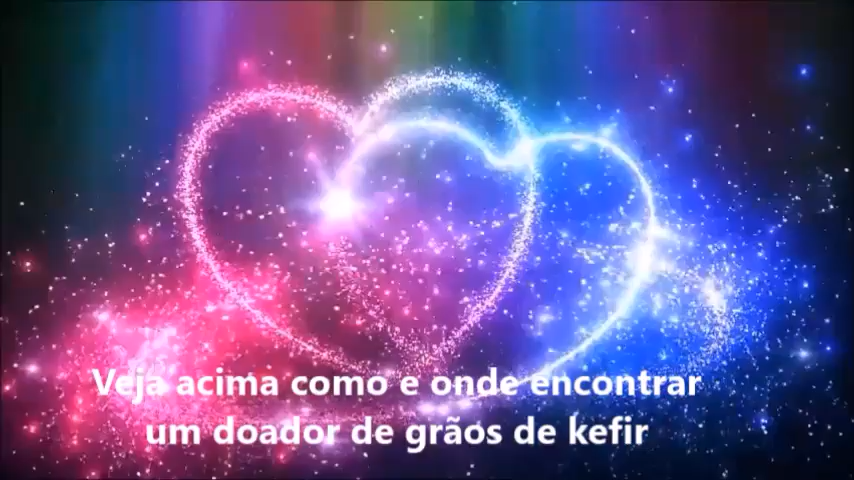 Veja acima como e onde encontrar
um doador de grãos de kefir